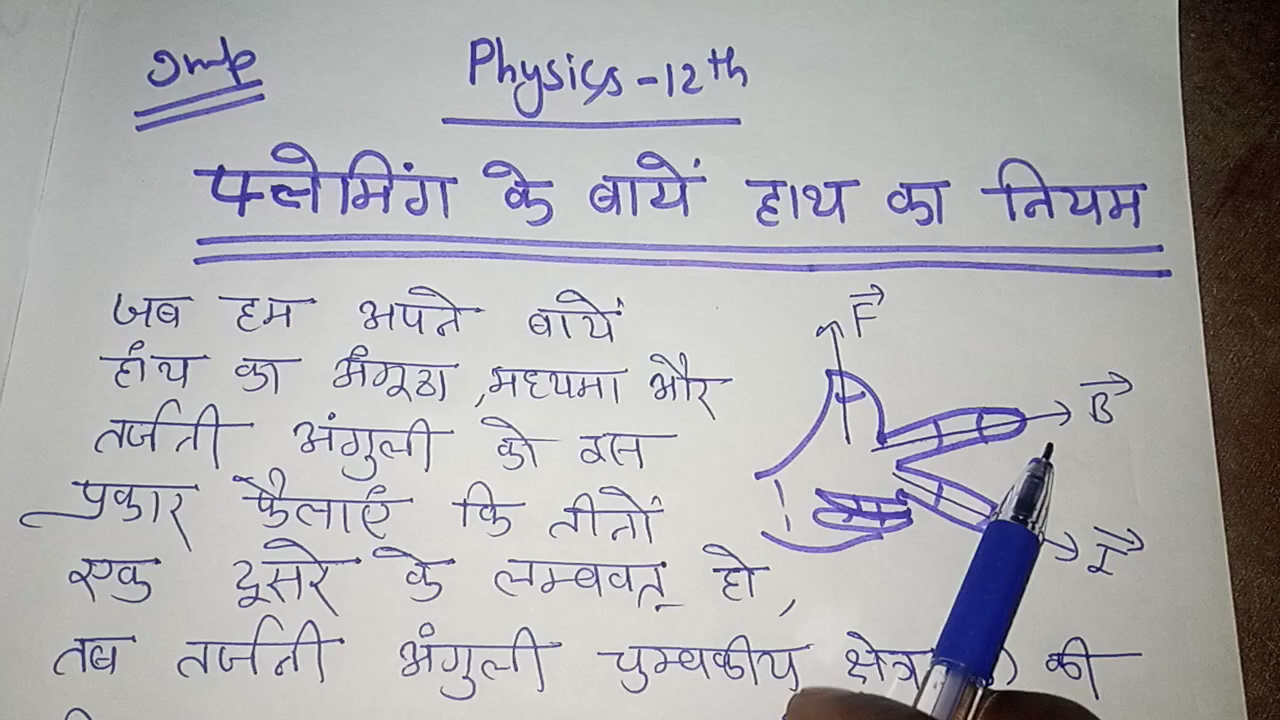 Imp
Physics-12th
फ्लेमिंग के बायें हाथ का नियम
जब हम अपने बायें
हाथ का अंगूठा, मध्यमा और
तर्जनी अंगुली को इस
प्रकार फैलाएं कि तीनों
एक दूसरे के लम्बवत् हो,
तब तर्जनी अंगुली चुम्बकीय क्षेत्र की
F
B
I